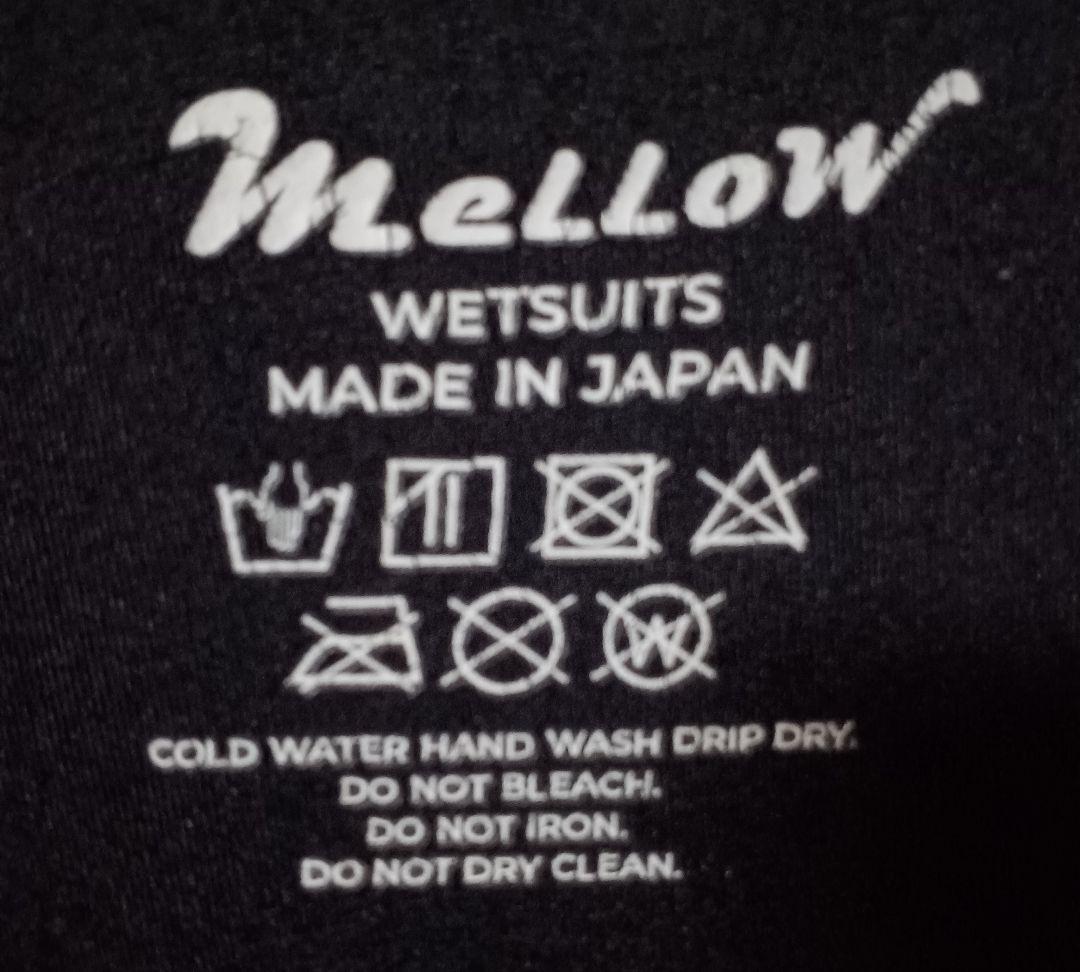 Mellow
WETSUITS
MADE IN JAPAN
W
COLD WATER HAND WASH DRIP DRY.
DO NOT BLEACH.
DO NOT IRON.
DO NOT DRY CLEAN.